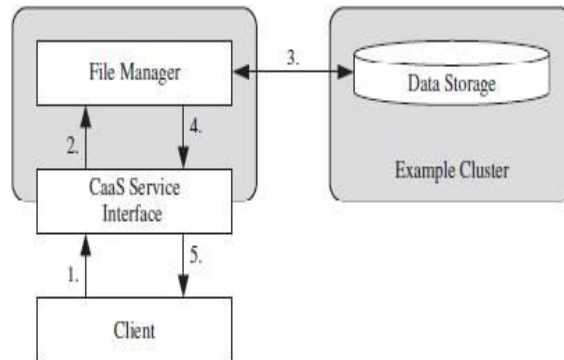 File Manager
3.
Data Storage
2.
4.
CaaS Service
Interface
Example Cluster
1.
5.
Client